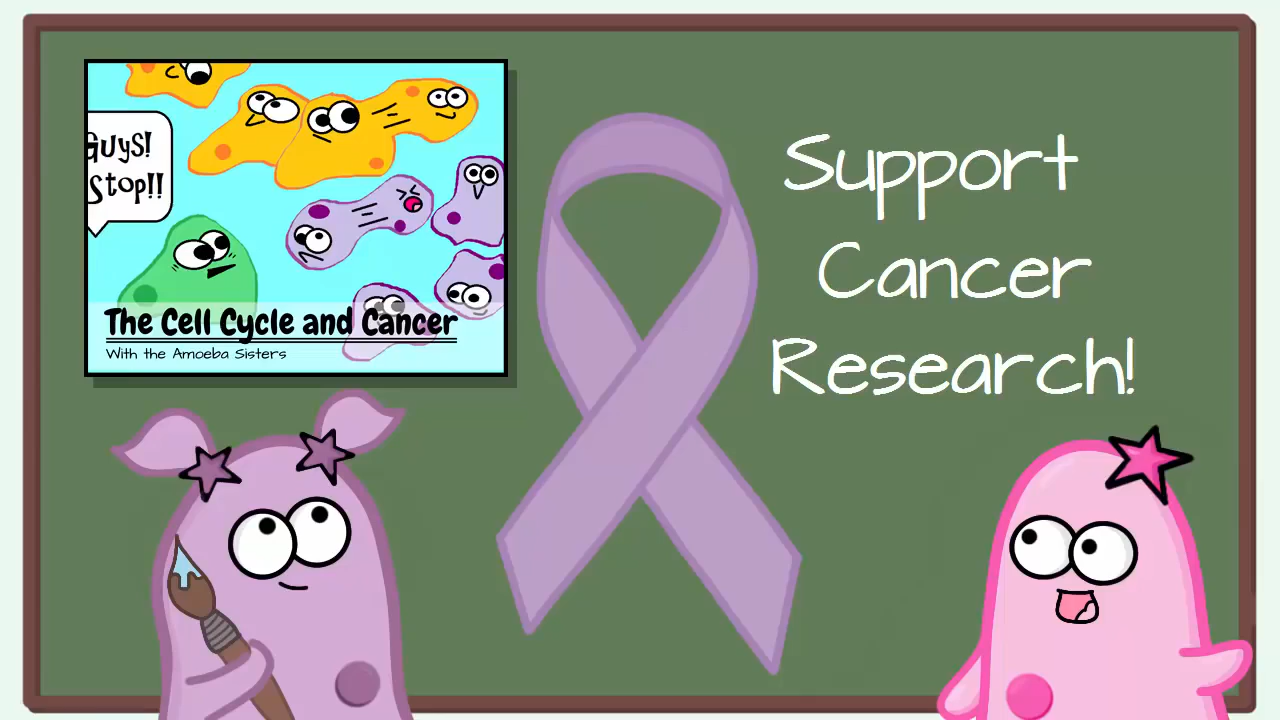 Guys!
Stop!!
The Cell Cycle and Cancer
With the Amoeba Sisters
Support
Cancer
Research!